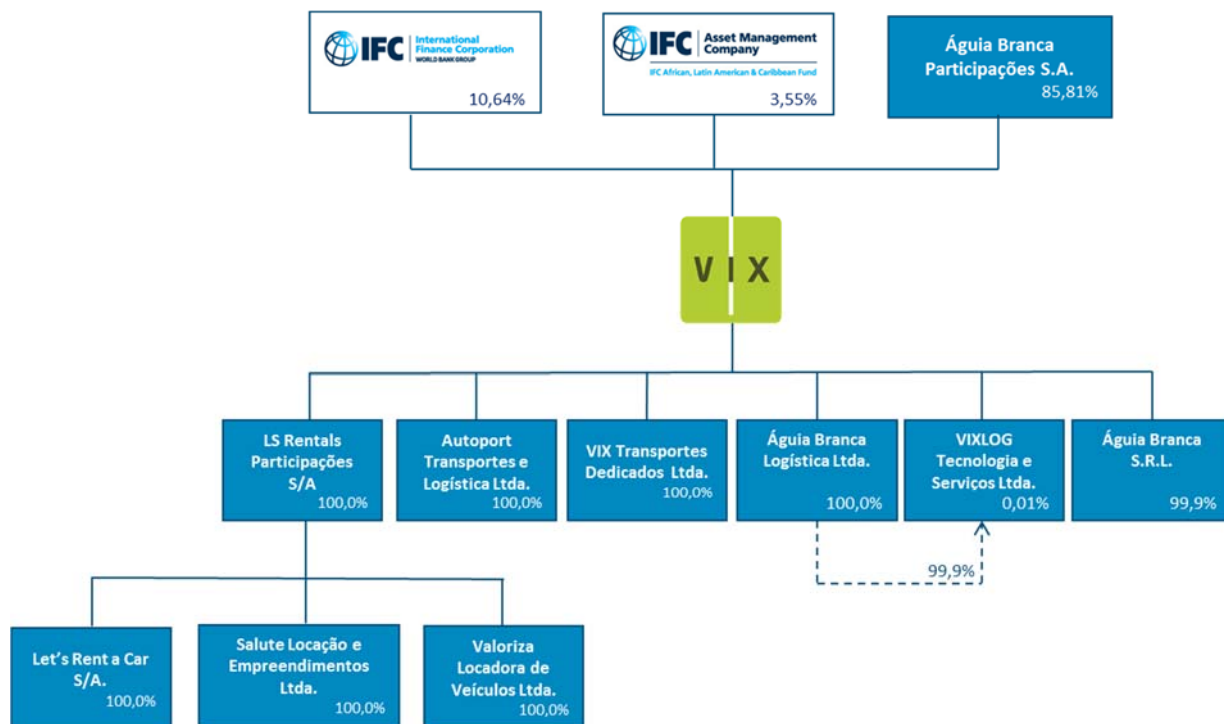 IFC
International
Finance Corporation
WORLD BANK GROUP
10,64%
IFC
Asset Management
Company
IFC African, Latin American & Caribbean Fund
3,55%
Águia Branca
Participações S.A.
85,81%
VIX
LS Rentals
Participações
S/A
100,0%
Autoport
Transportes e
Logística Ltda.
100,0%
VIX Transportes
Dedicados Ltda.
100,0%
Águia Branca
Logística Ltda.
100,0%
VIXLOG
Tecnologia e
Serviços Ltda.
0,01%
Águia Branca
S.R.L.
99,9%
99,9%
Let's Rent a Car
S/A.
100,0%
Salute Locação e
Empreendimentos
Ltda.
100,0%
Valoriza
Locadora de
Veículos Ltda.
100,0%